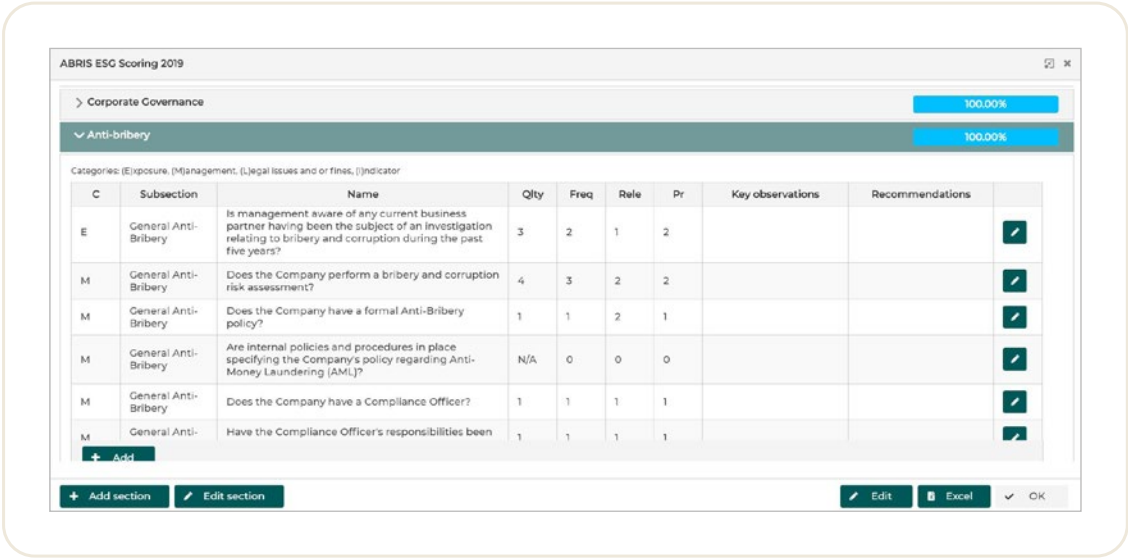 ABRIS ESG Scoring 2019
Corporate Governance 100.00%
Anti-bribery 100.00%
Categories: (E)xposure, (M)anagement, (L)egal issues and or fines, (I)ndicator
C Subsection Name Qlty Freq Rele Pr Key observations Recommendations
E General Anti-Bribery Is management aware of any current business
partner having been the subject of an investigation
relating to bribery and corruption during the past
five years? 3 2 1 2
M General Anti-Bribery Does the Company perform a bribery and corruption
risk assessment? 4 3 2 2
M General Anti-Bribery Does the Company have a formal Anti-Bribery
policy? 1 1 2 1
M General Anti-Bribery Are internal policies and procedures in place
specifying the Company's policy regarding Anti-
Money Laundering (AML)? N/A 0 0 0
M General Anti-Bribery Does the Company have a Compliance Officer? 1 1 1 1
M General Anti- Have the Compliance Officer's responsibilities been 1 1 1 1
+ Add
+ Add section Edit section Edit Excel OK